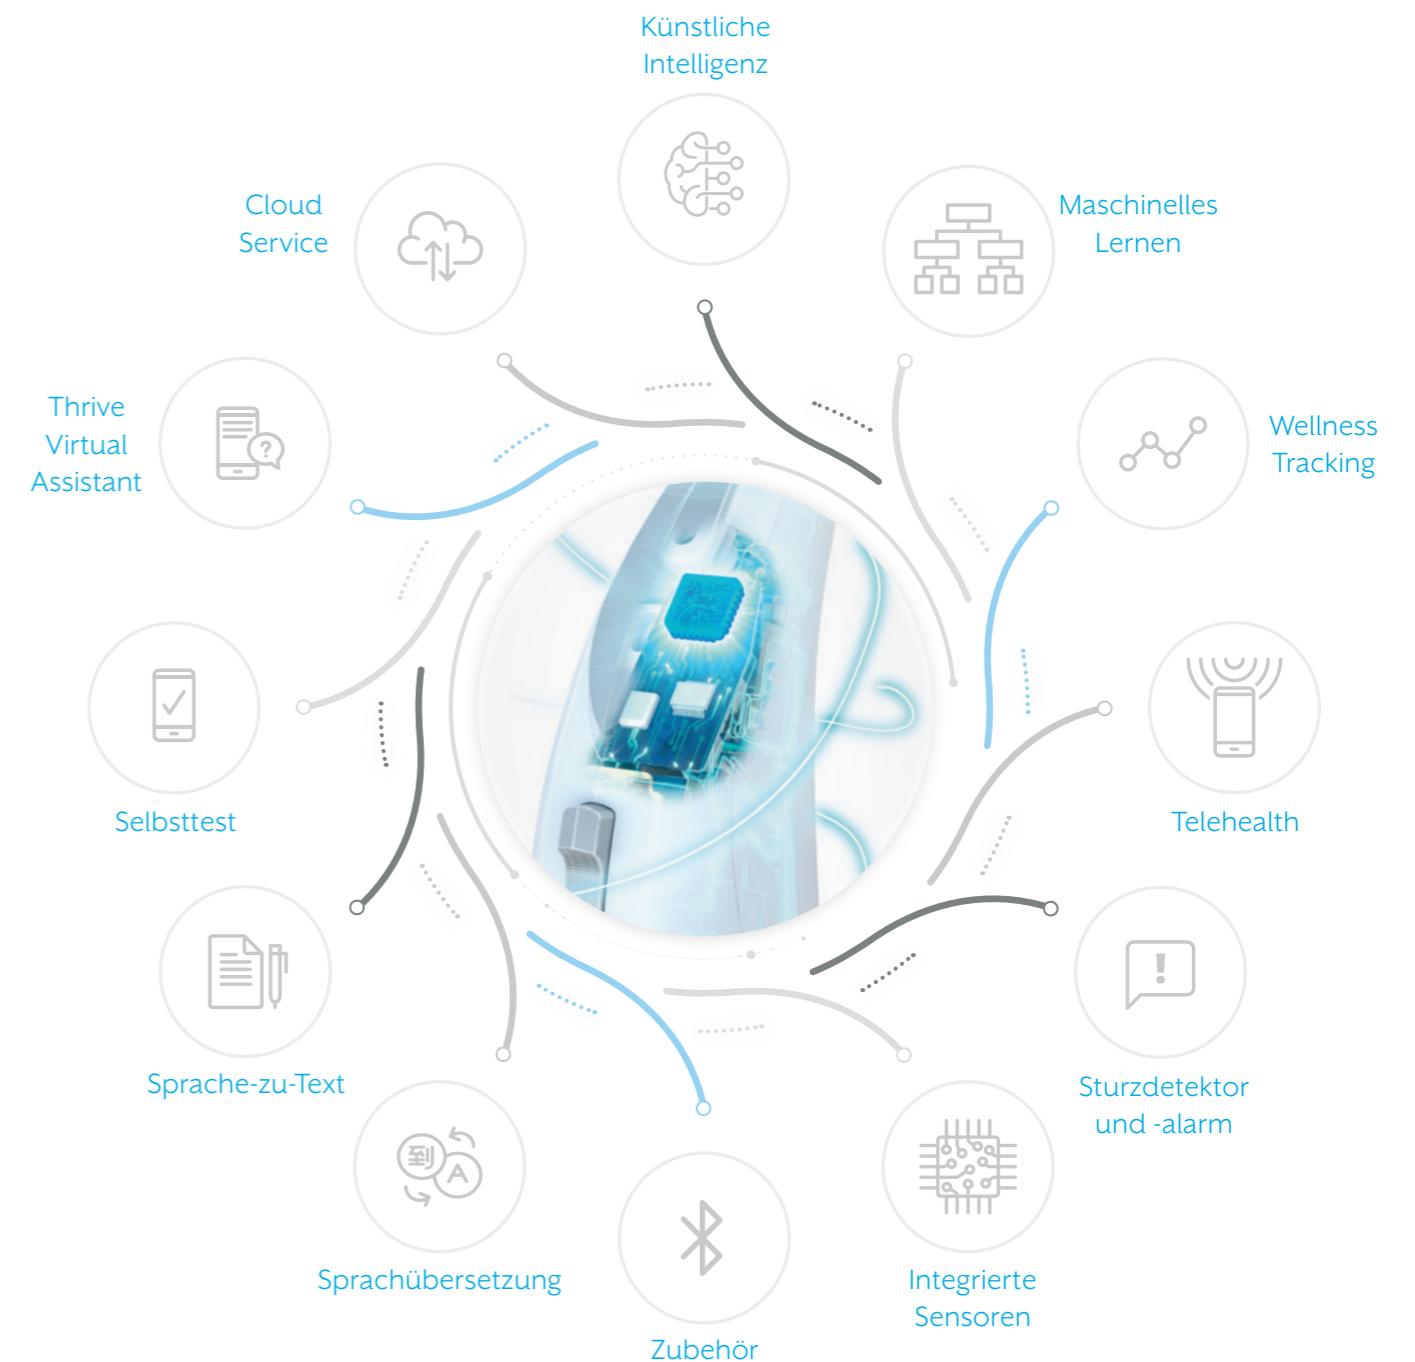 Künstliche
Intelligenz
Maschinelles
Lernen
Wellness
Tracking
Telehealth
Sturzdetektor
und -alarm
Integrierte
Sensoren
Zubehör
Sprachübersetzung
到
A
Sprache-zu-Text
Selbsttest
Thrive
Virtual
Assistant
?
Cloud
Service
!